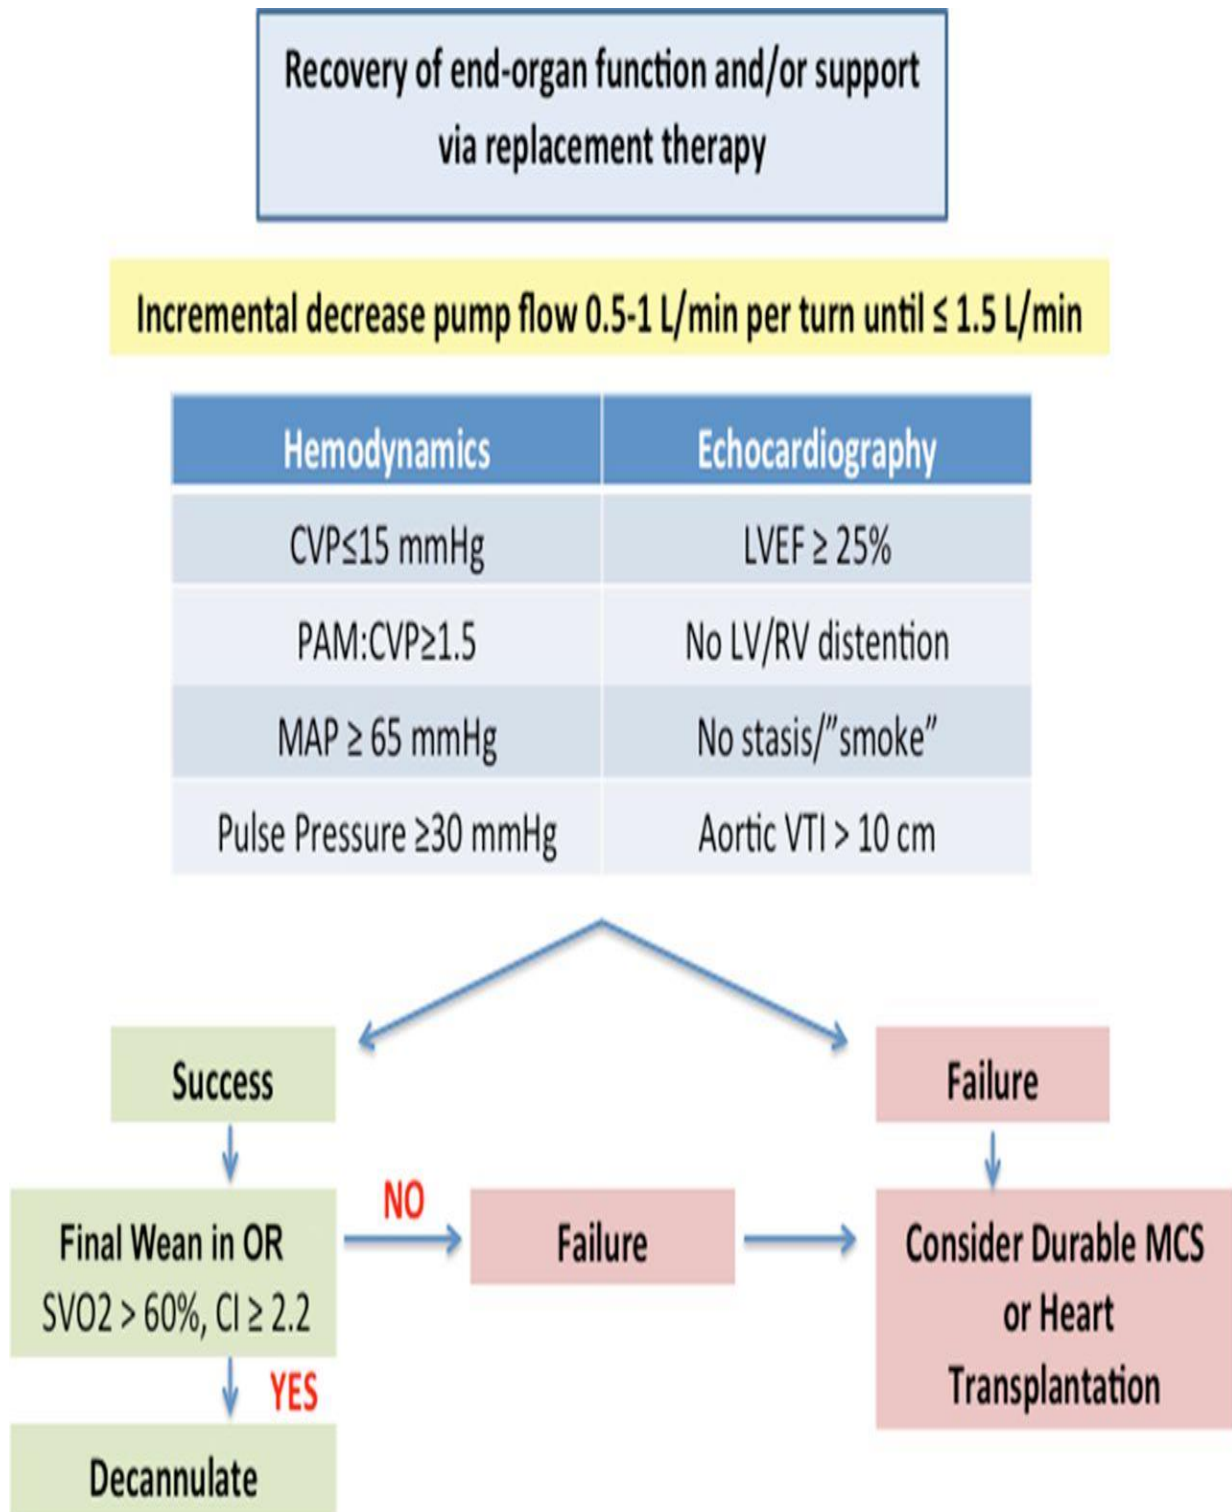 Recovery of end-organ function and/or support
via replacement therapy
Incremental decrease pump flow 0.5-1 L/min per turn until ≤ 1.5 L/min
Hemodynamics
Echocardiography
CVP≤15 mmHg
LVEF ≥ 25%
PAM:CVP≥1.5
No LV/RV distention
MAP ≥ 65 mmHg
No stasis/”smoke”
Pulse Pressure ≥30 mmHg
Aortic VTI > 10 cm
Success
Failure
Final Wean in OR
SVO2 > 60%, CI ≥ 2.2
NO
Failure
Consider Durable MCS
or Heart
Transplantation
YES
Decannulate